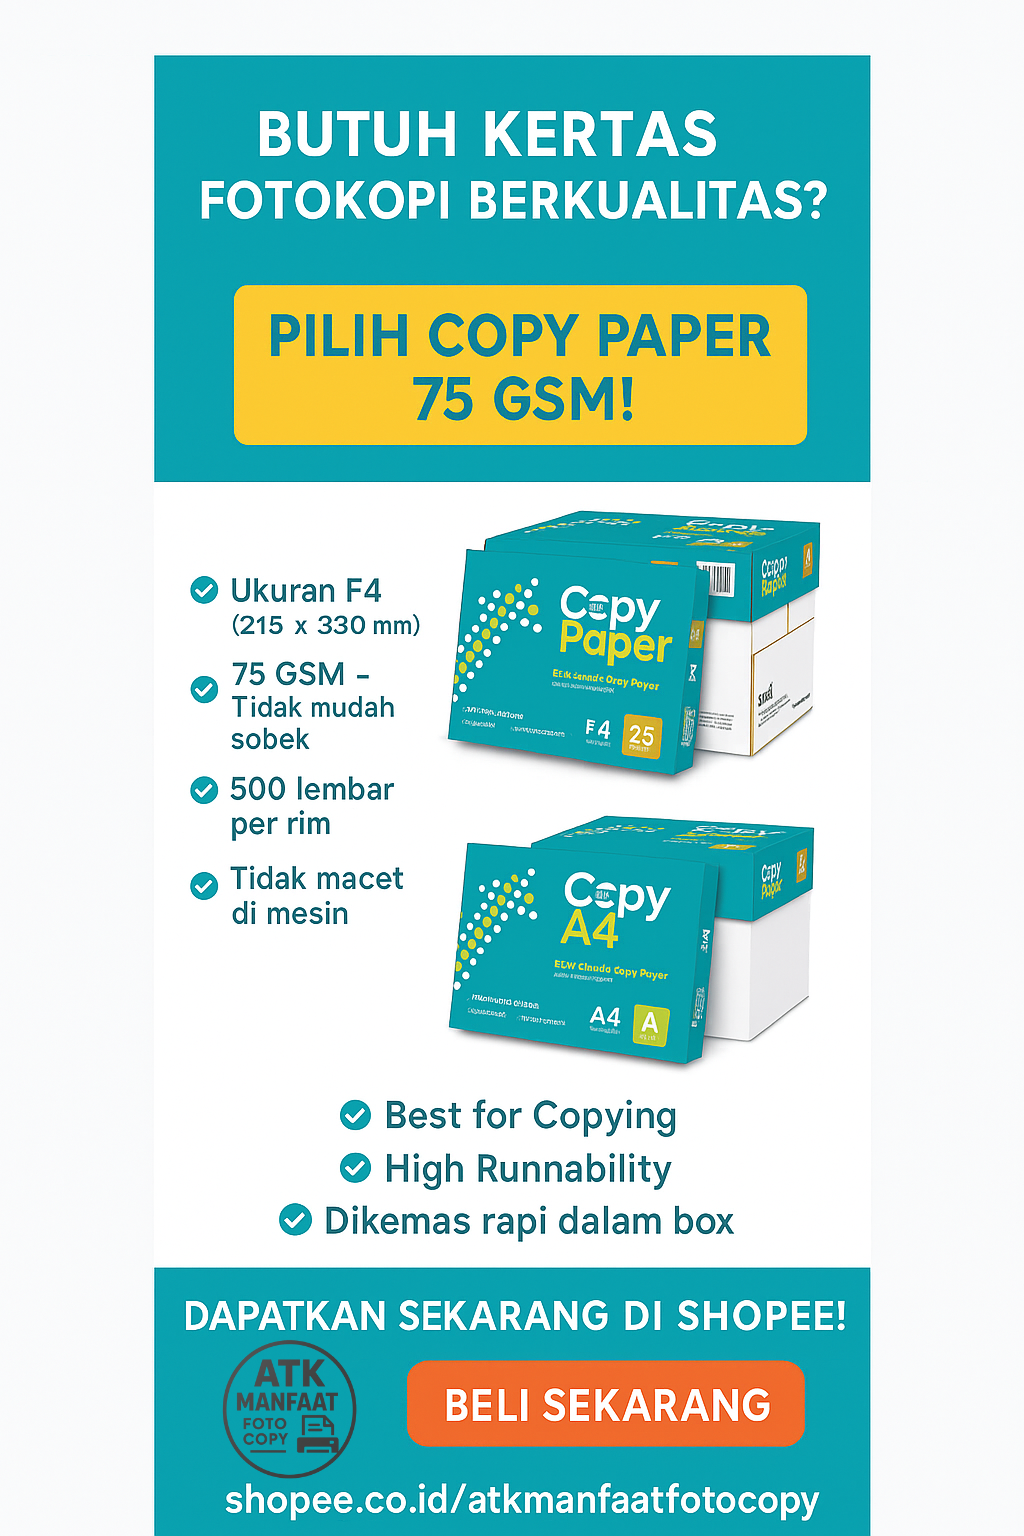 BUTUH KERTAS
FOTOKOPI BERKUALITAS?
PILIH COPY PAPER
75 GSM!
Ukuran F4
(215 x 330 mm)
75 GSM –
Tidak mudah
sobek
500 lembar
per rim
Tidak macet
di mesin
Copy
Paper
F4
25
Copy
Paper
Copy
A4
A4
A
Best for Copying
High Runnability
Dikemas rapi dalam box
DAPATKAN SEKARANG DI SHOPEE!
ATK
MANFAAT
FOTO
COPY
BELI SEKARANG
shopee.co.id/atkmanfaatfotocopy